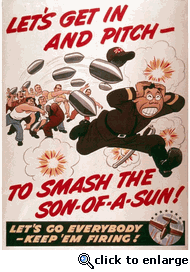 LET'S GET IN
AND PITCH—
TO SMASH THE
SON-OF-A-SUN!
LET'S GO EVERYBODY
—KEEP 'EM FIRING!
click to enlarge